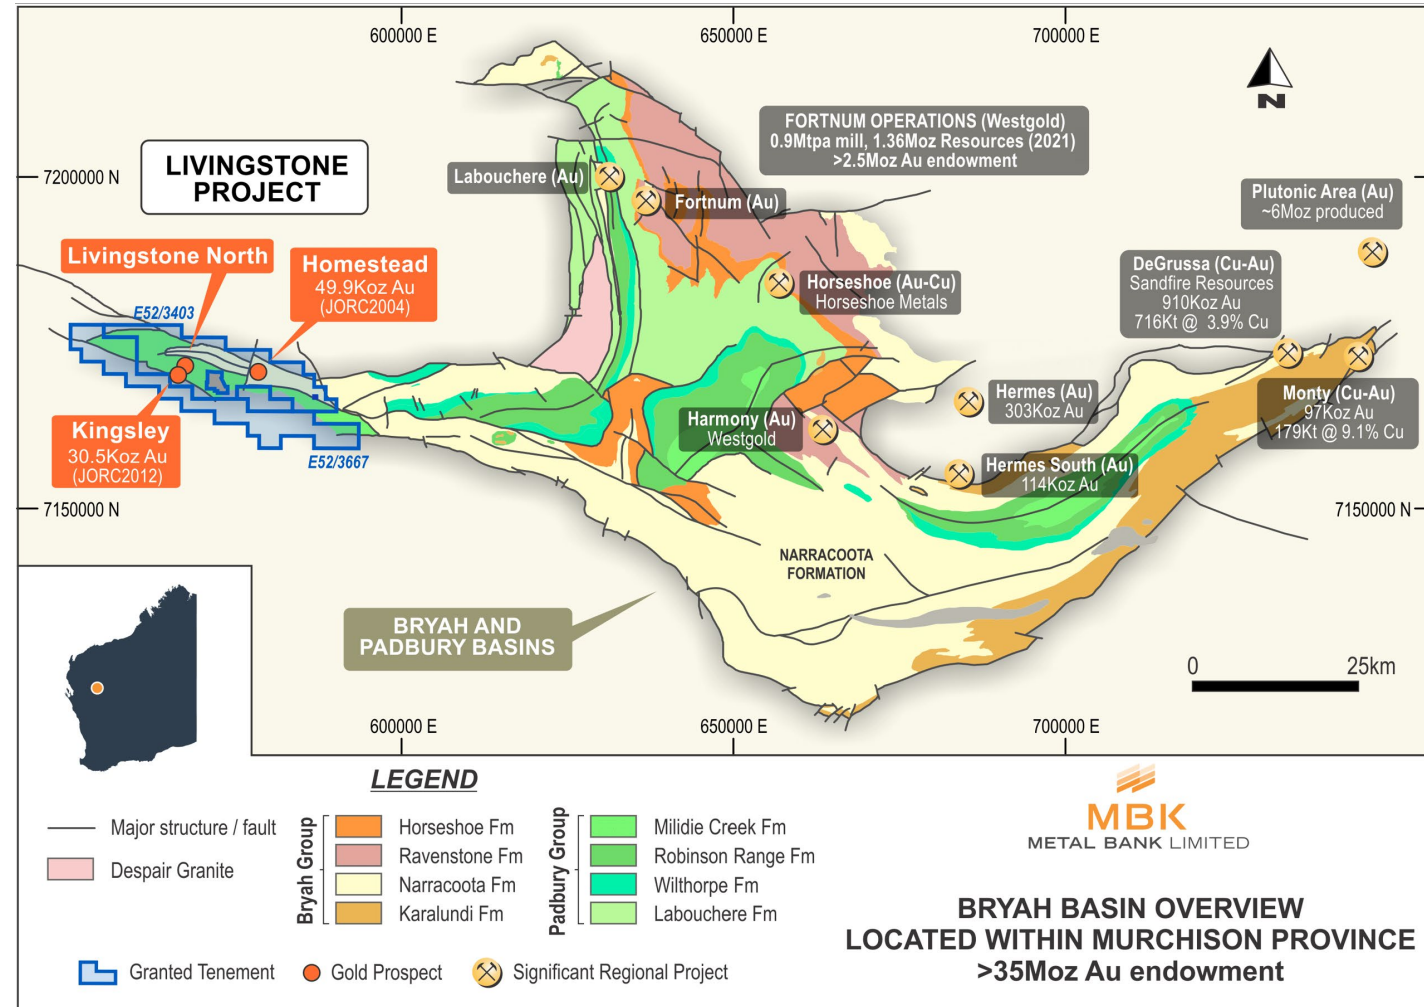 600000 E
650000 E
700000 E
7200000 N
LIVINGSTONE
PROJECT
Labouchere (Au)
Fortnum (Au)
FORTNUM OPERATIONS (Westgold)
0.9Mtpa mill, 1.36Moz Resources (2021)
>2.5Moz Au endowment
N
Plutonic Area (Au)
~6Moz produced
Livingstone North
Homestead
49.9Koz Au
(JORC2004)
E52/3403
Horseshoe (Au-Cu)
Horseshoe Metals
DeGrussa (Cu-Au)
Sandfire Resources
910Koz Au
716Kt @ 3.9% Cu
Kingsley
30.5Koz Au
(JORC2012)
E52/3667
Harmony (Au)
Westgold
Hermes (Au)
303Koz Au
Monty (Cu-Au)
97Koz Au
179Kt @ 9.1% Cu
Hermes South (Au)
114Koz Au
7150000 N
7150000 N
NARRACOOTA
FORMATION
BRYAH AND
PADBURY BASINS
0
25km
600000 E
650000 E
700000 E
LEGEND
Major structure / fault
Despair Granite
Bryah Group
Horseshoe Fm
Ravenstone Fm
Narracoota Fm
Karalundi Fm
Padbury Group
Milidie Creek Fm
Robinson Range Fm
Wilthorpe Fm
Labouchere Fm
Granted Tenement
Gold Prospect
Significant Regional Project
MBK
METAL BANK LIMITED
BRYAH BASIN OVERVIEW
LOCATED WITHIN MURCHISON PROVINCE
>35Moz Au endowment